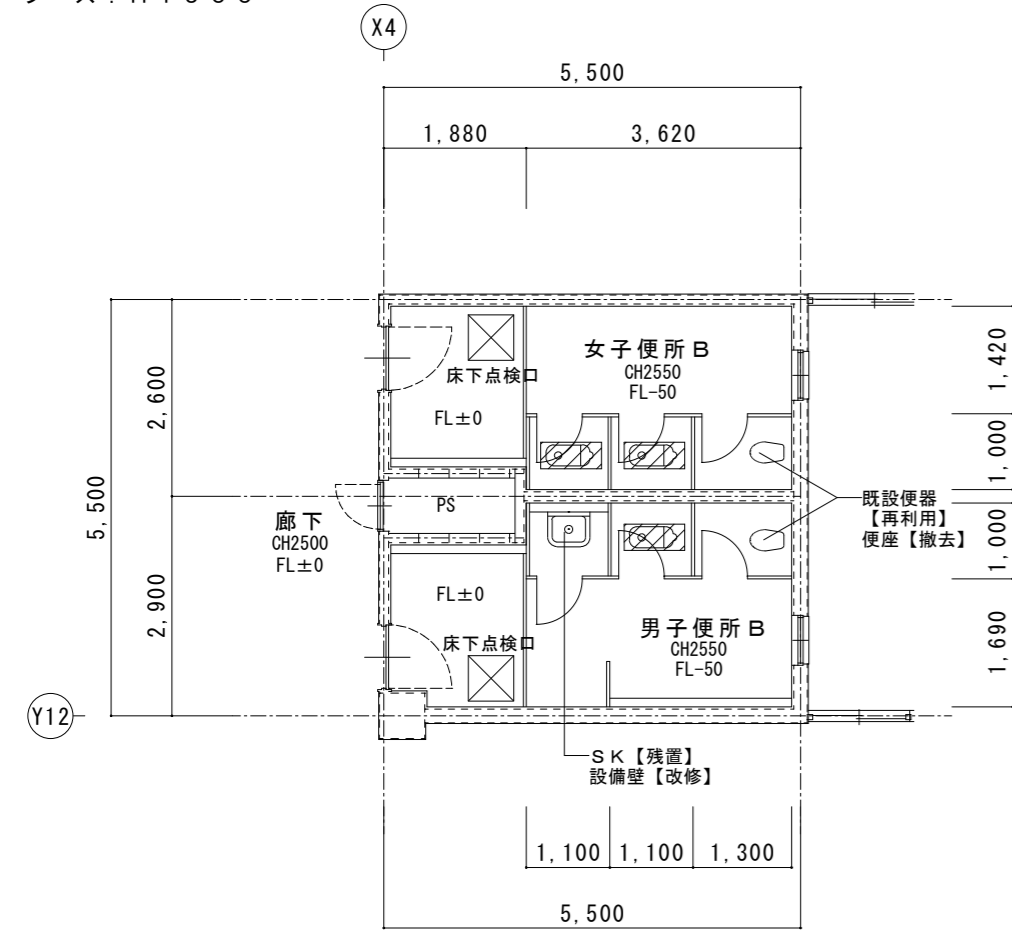 X4
5,500
1,880
3,620
女子便所B
CH2550
FL-50
床下点検口
FL±0
2,600
5,500
2,900
1,420
1,000
1,000
1,690
PS
廊下
CH2500
FL±0
既設便器
【再利用】
便座【撤去】
FL±0
床下点検口
男子便所B
CH2550
FL-50
Y12
SK【残置】
設備壁【改修】
1,100
1,100
1,300
5,500